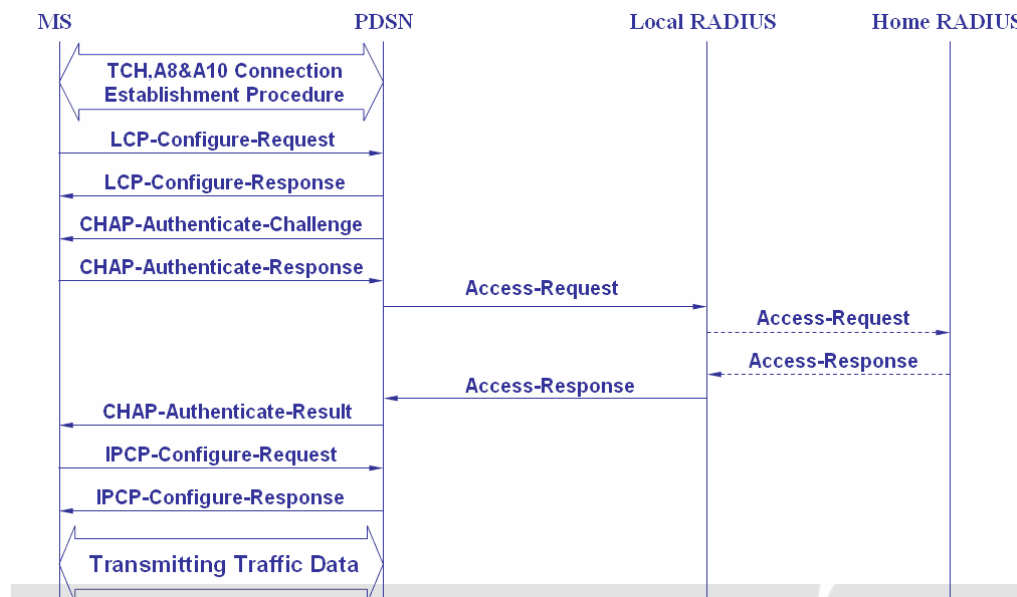 MS PDSN Local RADIUS Home RADIUS
TCH,A8&A10 Connection
Establishment Procedure
LCP-Configure-Request
LCP-Configure-Response
CHAP-Authenticate-Challenge
CHAP-Authenticate-Response
Access-Request
Access-Request
Access-Response
Access-Response
CHAP-Authenticate-Result
IPCP-Configure-Request
IPCP-Configure-Response
Transmitting Traffic Data